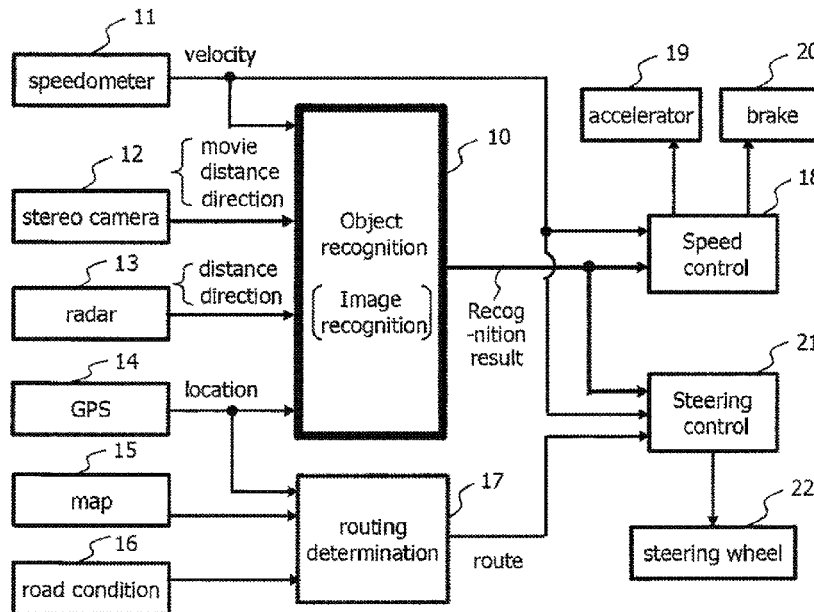 11
velocity
speedometer
19
20
accelerator
brake
12
movie
distance
direction
10
18
stereo camera
Object
recognition
Speed
control
13
distance
direction
radar
Image
recognition
Recog
-nition
result
14
location
GPS
21
Steering
control
15
map
17
routing
determination
route
22
steering wheel
16
road condition